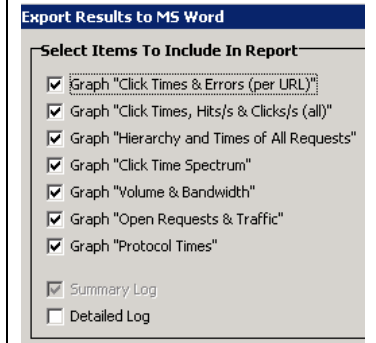 Export Results to MS Word
Select Items To Include In Report
Graph "Click Times & Errors (per URL)"
Graph "Click Times, Hits/s & Clicks/s (all)"
Graph "Hierarchy and Times of All Requests"
Graph "Click Time Spectrum"
Graph "Volume & Bandwidth"
Graph "Open Requests & Traffic"
Graph "Protocol Times"
Summary Log
Detailed Log